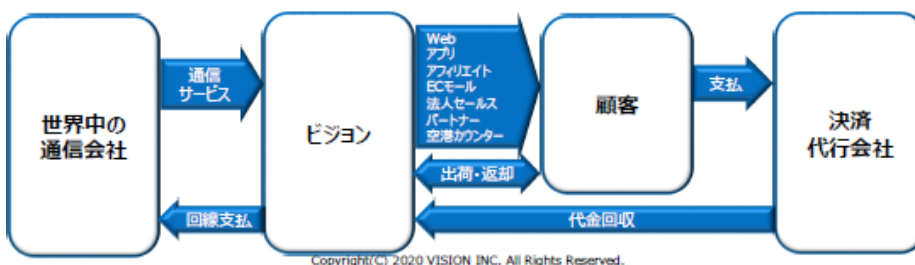 世界中の
通信会社
通信
サービス
回線支払
ビジョン
Web
アプリ
アフィリエイト
ECモール
法人セールス
パートナー
空港カウンター
出荷・返却
顧客
支払
決済
代行会社
代金回収
Copyright(C) 2020 VISION INC. All Rights Reserved.